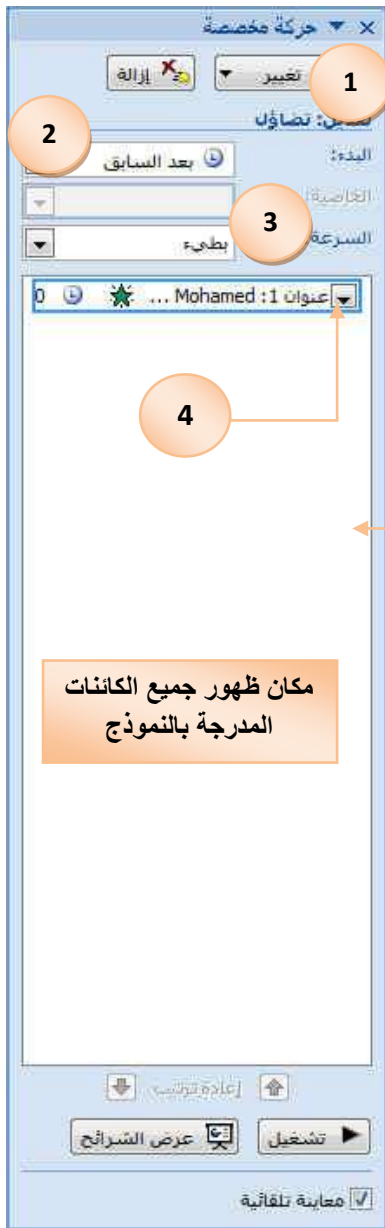 حركة مخصصة
تغيير
إزالة
1
تضاؤل
2
البدء:
بعد السابق
الخاصية:
3
السرعة
بطيء
عنوان 1: Mohamed ...
0
4
مكان ظهور جميع الكائنات
المدرجة بالنموذج
إعادة ترتيب
تشغيل
عرض الشرائح
معاينة تلقائية